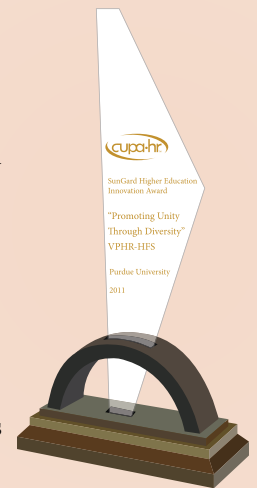 cupa-hr
SunGard Higher Education
Innovation Award
“Promoting Unity
Through Diversity”
VPHR-HFS
Purdue University
2011